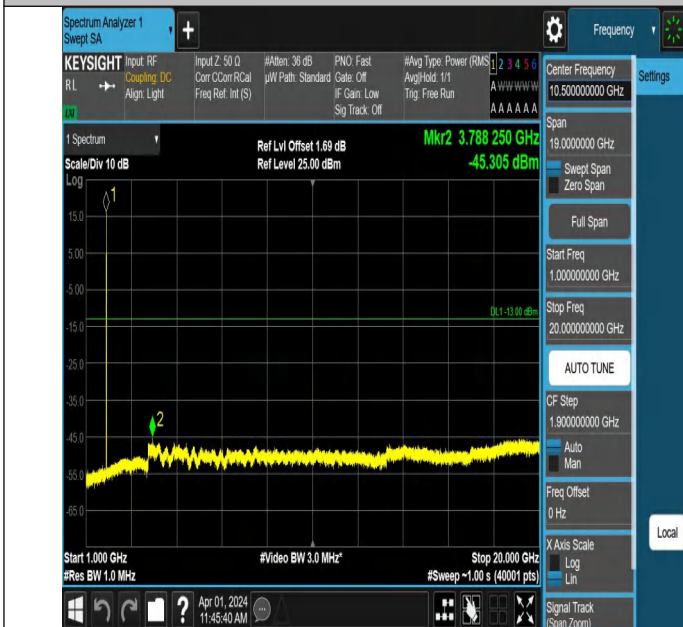 Spectrum Analyzer 1
Swept SA
+
Frequency
KEYSIGHT
RL
Input: RF
Coupling: DC
Align: Light
Input Z: 50 Ω
Corr CCorr RCal
Freq Ref: Int (S)
#Atten: 36 dB
µW Path: Standard
PNO: Fast
Gate: Off
IF Gain: Low
Sig Track: Off
#Avg Type: Power (RMS
Avg|Hold: 1/1
Trig: Free Run
1 2 3 4 5 6
A W W W W W
A A A A A A
1 Spectrum
Scale/Div 10 dB
Log
Ref Lvl Offset 1.69 dB
Ref Level 25.00 dBm
Mkr2 3.788 250 GHz
-45.305 dBm
1
15.0
5.00
-5.00
DL1 -13.00 dBm
-15.0
-25.0
-35.0
2
-45.0
-55.0
-65.0
Start 1.000 GHz
#Res BW 1.0 MHz
#Video BW 3.0 MHz*
Stop 20.000 GHz
#Sweep ~1.00 s (40001 pts)
Apr 01, 2024
11:45:40 AM
Center Frequency
10.500000000 GHz
Settings
Span
19.0000000 GHz
Swept Span
Zero Span
Full Span
Start Freq
1.000000000 GHz
Stop Freq
20.000000000 GHz
AUTO TUNE
CF Step
1.900000000 GHz
Auto
Man
Freq Offset
0 Hz
Local
X Axis Scale
Log
Lin
Signal Track
(Span Zoom)